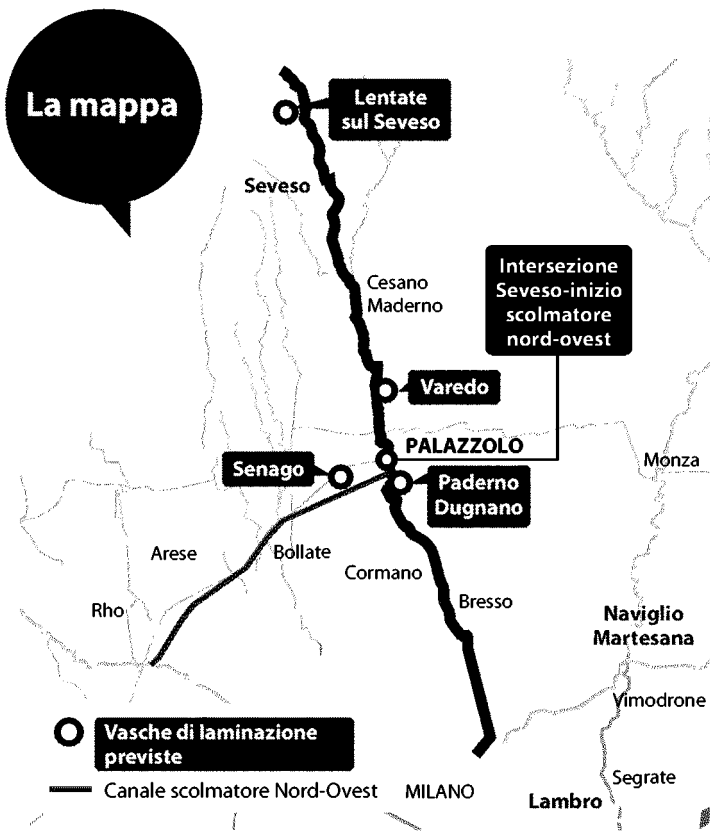 La mappa
Lentate
sul Seveso
Seveso
Intersezione
Seveso-inizio
scolmatore
nord-ovest
Cesano
Maderno
Varedo
PALAZZOLO
Monza
Senago
Paderno
Dugnano
Arese
Bollate
Cormano
Rho
Bresso
Naviglio
Martesana
Vimodrone
Vasche di laminazione
previste
Segrate
Canale scolmatore Nord-Ovest
MILANO
Lambro